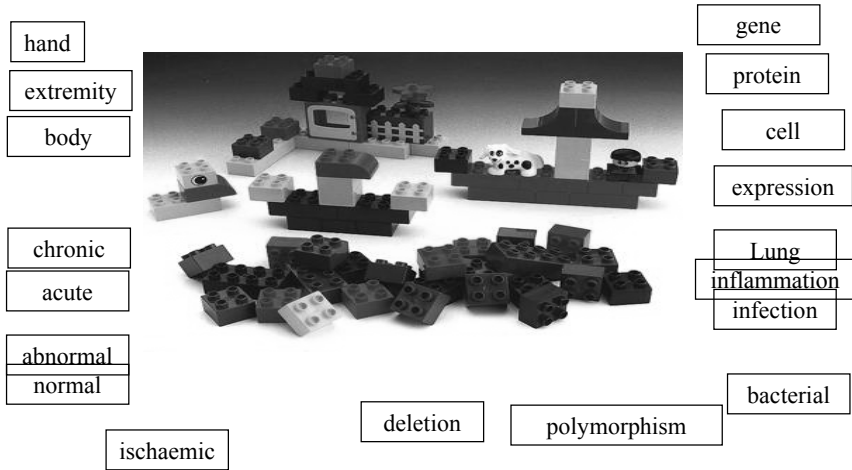 hand
extremity
body
chronic
acute
abnormal
normal
ischaemic
deletion
polymorphism
gene
protein
cell
expression
Lung
inflammation
infection
bacterial